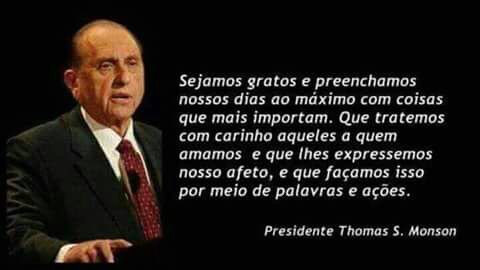 Sejamos gratos e preenchamos
nossos dias ao máximo com coisas
que mais importam. Que tratemos
com carinho aqueles a quem
amamos e que lhes expressemos
nosso afeto, e que façamos isso
por meio de palavras e ações.
Presidente Thomas S. Monson